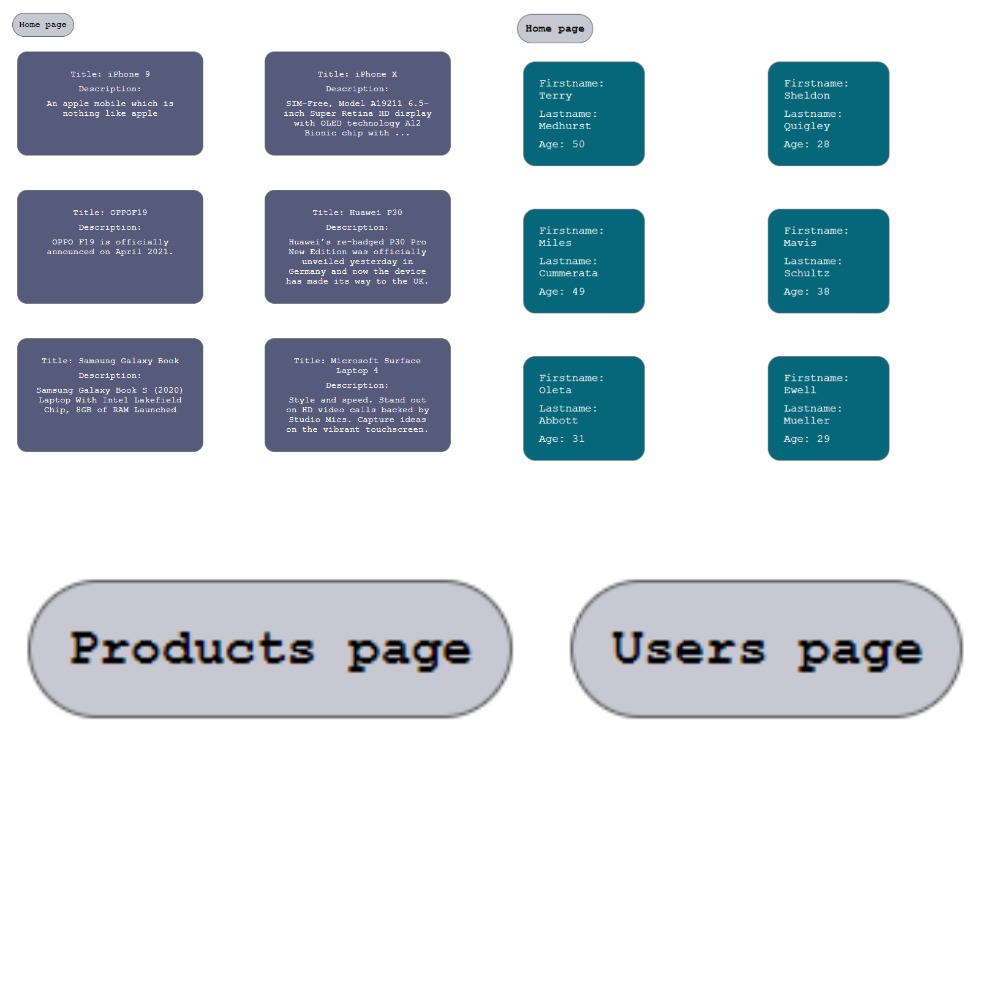 Home page
Title: iPhone 9
Description:
An apple mobile which is
nothing like apple
Title: iPhone X
Description:
SIM-Free, Model A19211 6.5-
inch Super Retina HD display
with OLED technology A12
Bionic chip with ...
Title: OPPOF19
Description:
OPPO F19 is officially
announced on April 2021.
Title: Huawei P30
Description:
Huawei's re-badged P30 Pro
New Edition was officially
unveiled yesterday in
Germany and now the device
has made its way to the UK.
Title: Samsung Galaxy Book
Description:
Samsung Galaxy Book S (2020)
Laptop With Intel Lakefield
Chip, 8GB of RAM Launched
Title: Microsoft Surface
Laptop 4
Description:
Style and speed. Stand out
on HD video calls backed by
Studio Mics. Capture ideas
on the vibrant touchscreen.
Home page
Firstname:
Terry
Lastname:
Medhurst
Age: 50
Firstname:
Sheldon
Lastname:
Quigley
Age: 28
Firstname:
Miles
Lastname:
Cummerata
Age: 49
Firstname:
Mavis
Lastname:
Schultz
Age: 38
Firstname:
Oleta
Lastname:
Abbott
Age: 31
Firstname:
Ewell
Lastname:
Mueller
Age: 29
Products page
Users page